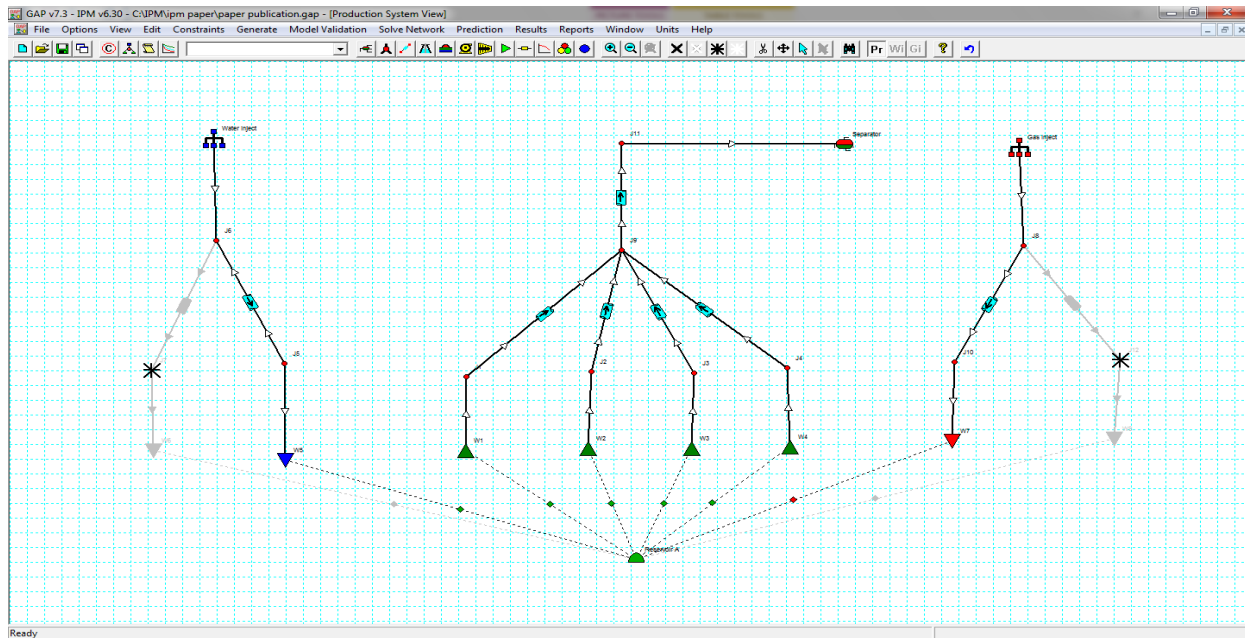 GAP v7.3 - IPM v6.30 - C:\IPM\ipm paper\paper publication.gap - [Production System View]
File Options View Edit Constraints Generate Model Validation Solve Network Prediction Results Reports Window Units Help
Pr Wi Gi
Water Inject
J11
Separator
Gas Inject
J6
J9
J8
J5
J2
J3
J4
J10
W5
W1
W2
W3
W4
W7
Reservoir A
Ready